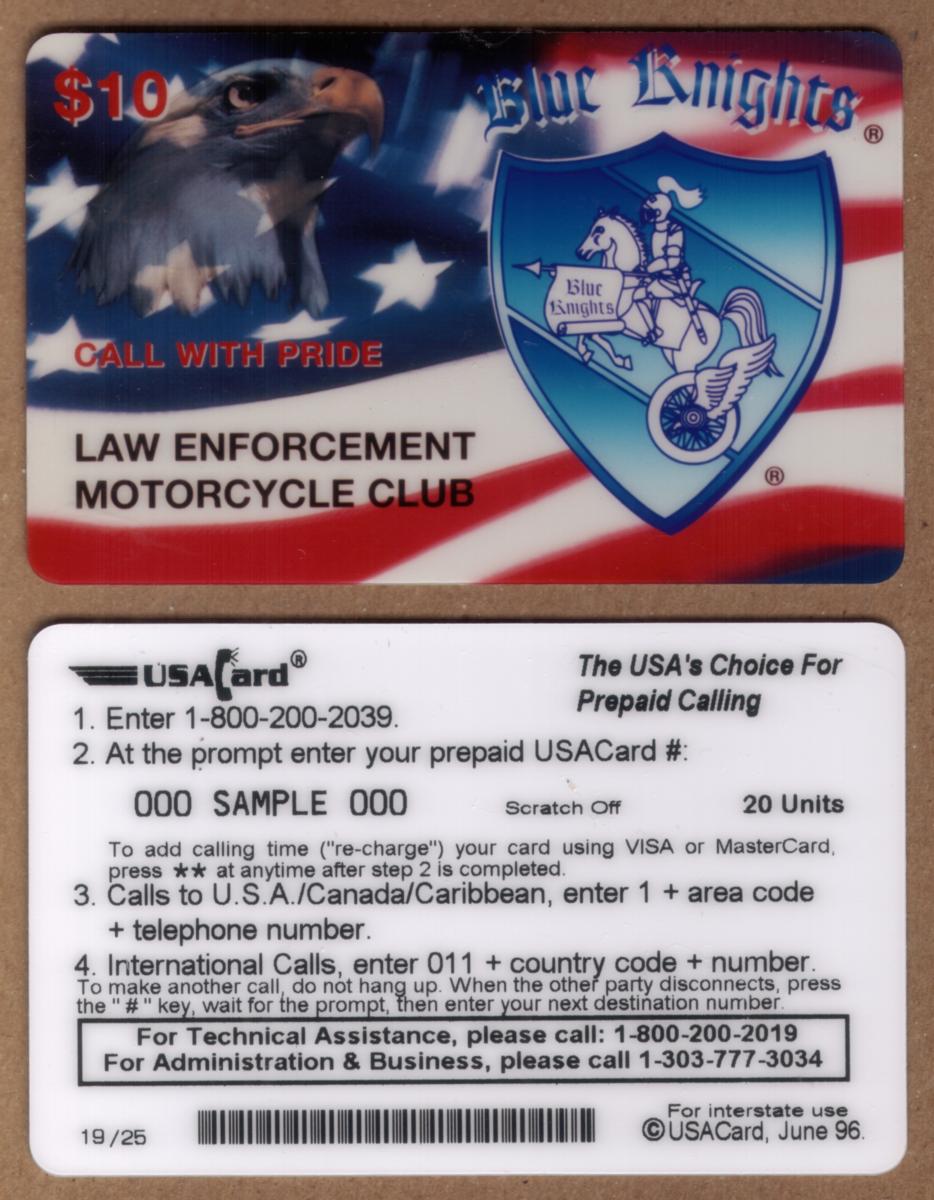 $10
Blue Knights®
Blue
Knights
CALL WITH PRIDE
LAW ENFORCEMENT
MOTORCYCLE CLUB
®
USACard®
The USA's Choice For
Prepaid Calling
1. Enter 1-800-200-2039.
2. At the prompt enter your prepaid USACard #:
000 SAMPLE 000 Scratch Off 20 Units
To add calling time ("re-charge") your card using VISA or MasterCard,
press ** at anytime after step 2 is completed.
3. Calls to U.S.A./Canada/Caribbean, enter 1 + area code
+ telephone number.
4. International Calls, enter 011 + country code + number.
To make another call, do not hang up. When the other party disconnects, press
the " # " key, wait for the prompt, then enter your next destination number.
For Technical Assistance, please call: 1-800-200-2019
For Administration & Business, please call 1-303-777-3034
19/25
For interstate use
©USACard, June 96.